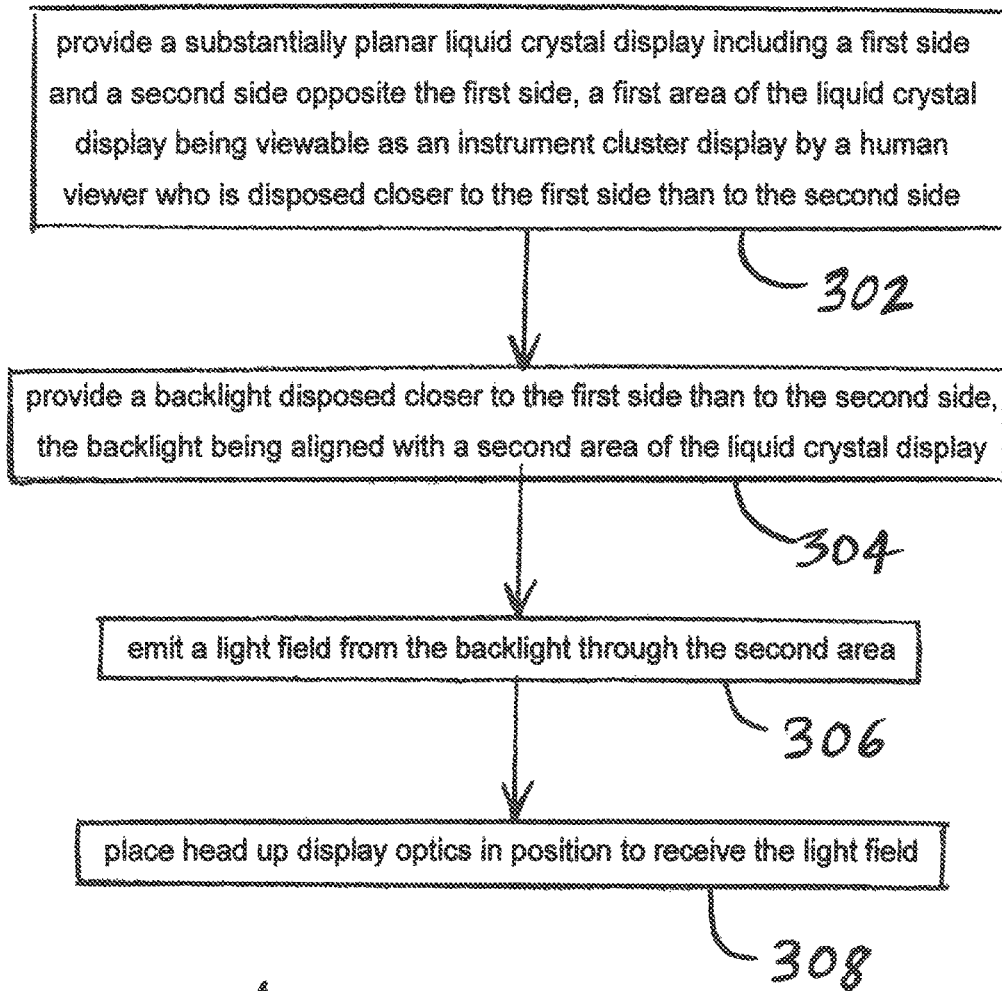 provide a substantially planar liquid crystal display including a first side
and a second side opposite the first side, a first area of the liquid crystal
display being viewable as an instrument cluster display by a human
viewer who is disposed closer to the first side than to the second side
302
provide a backlight disposed closer to the first side than to the second side,
the backlight being aligned with a second area of the liquid crystal display
304
emit a light field from the backlight through the second area
306
place head up display optics in position to receive the light field
308